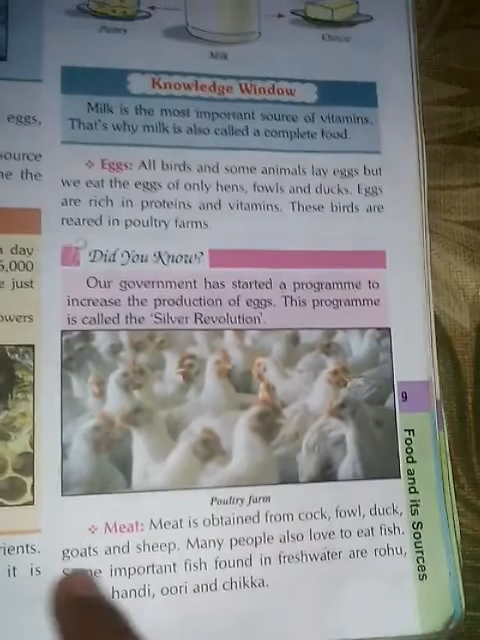 Pantry
Cheese
Milk
Knowledge Window
Milk is the most important source of vitamins.
That's why milk is also called a complete food.
❖ Eggs: All birds and some animals lay eggs but
we eat the eggs of only hens, fowls and ducks. Eggs
are rich in proteins and vitamins. These birds are
reared in poultry farms.
Did You Know?
Our government has started a programme to
increase the production of eggs. This programme
is called the 'Silver Revolution'.
Poultry farm
❖ Meat: Meat is obtained from cock, fowl, duck,
goats and sheep. Many people also love to eat fish.
important fish found in freshwater are rohu,
handi, oori and chikka.
9
Food and its Sources
eggs,
source
the
day
5,000
just
rients.
it is